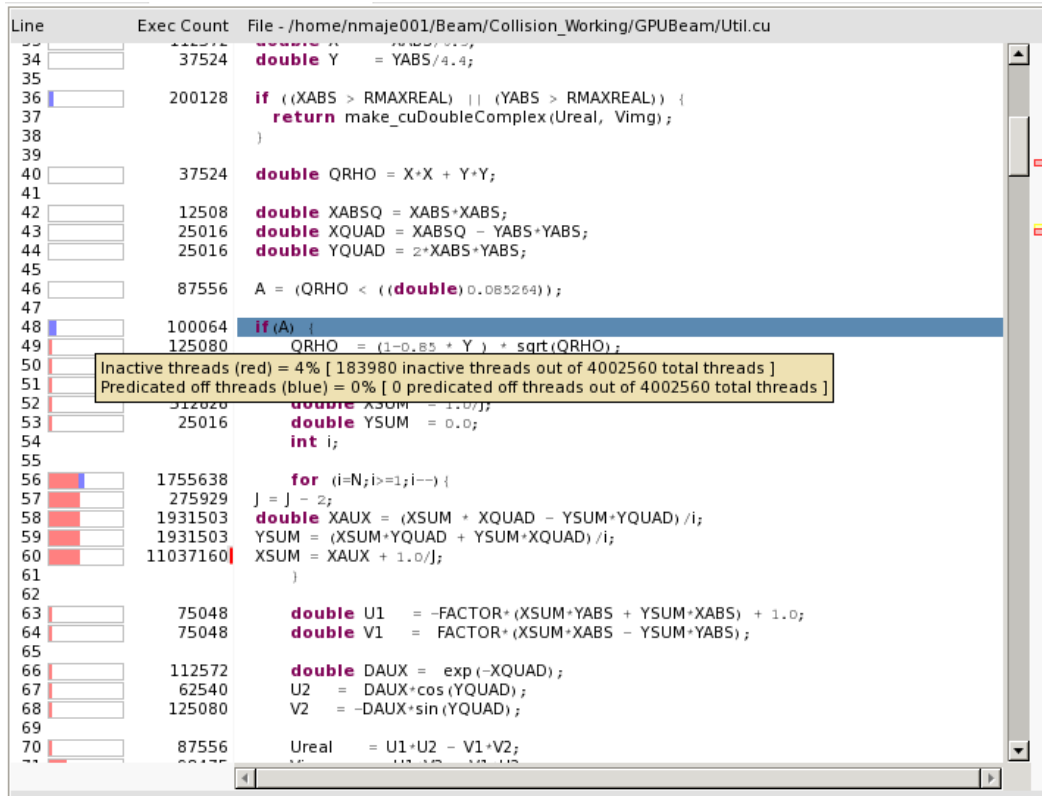 Line Exec Count File - /home/nmaje001/Beam/Collision_Working/GPUBeam/Util.cu
34 37524 double Y = YABS/4.4;
35
36 200128 if ((XABS > RMAXREAL) || (YABS > RMAXREAL)) {
37 return make_cuDoubleComplex(Ureal, Vimg);
38 }
39
40 37524 double QRHO = X*X + Y*Y;
41
42 12508 double XABSQ = XABS*XABS;
43 25016 double XQUAD = XABSQ - YABS*YABS;
44 25016 double YQUAD = 2*XABS*YABS;
45
46 87556 A = (QRHO < ((double)0.085264));
47
48 100064 if(A) {
49 125080 QRHO = (1-0.85 * Y ) * sqrt(QRHO);
50 Inactive threads (red) = 4% [ 183980 inactive threads out of 4002560 total threads ]
51 Predicated off threads (blue) = 0% [ 0 predicated off threads out of 4002560 total threads ]
52 double XSUM = 1.0/J;
53 25016 double YSUM = 0.0;
54 int i;
55
56 1755638 for (i=N;i>=1;i--){
57 275929 J = J - 2;
58 1931503 double XAUX = (XSUM * XQUAD - YSUM*YQUAD)/i;
59 1931503 YSUM = (XSUM*YQUAD + YSUM*XQUAD)/i;
60 11037160 XSUM = XAUX + 1.0/J;
61 }
62
63 75048 double U1 = -FACTOR*(XSUM*YABS + YSUM*XABS) + 1.0;
64 75048 double V1 = FACTOR*(XSUM*XABS - YSUM*YABS);
65
66 112572 double DAUX = exp(-XQUAD);
67 62540 U2 = DAUX*cos(YQUAD);
68 125080 V2 = -DAUX*sin(YQUAD);
69
70 87556 Ureal = U1*U2 - V1*V2;